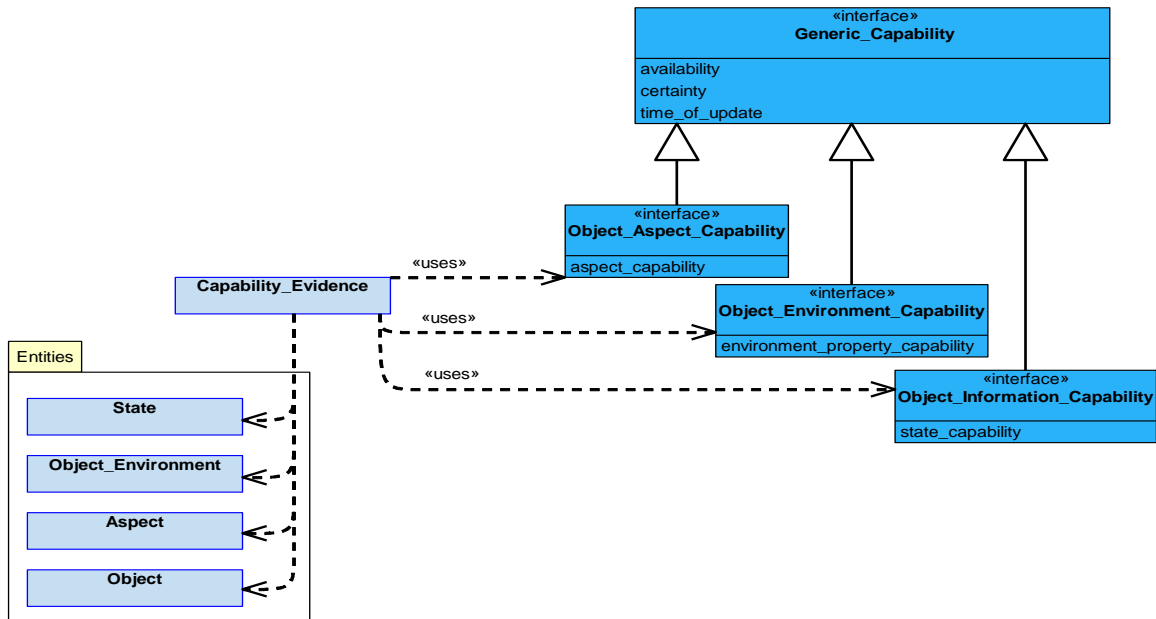 «interface»
Generic_Capability
availability
certainty
time_of_update
«interface»
Object_Aspect_Capability
aspect_capability
«uses»
Capability_Evidence
«interface»
Object_Environment_Capability
environment_property_capability
«uses»
«interface»
Object_Information_Capability
state_capability
«uses»
Entities
State
Object_Environment
Aspect
Object